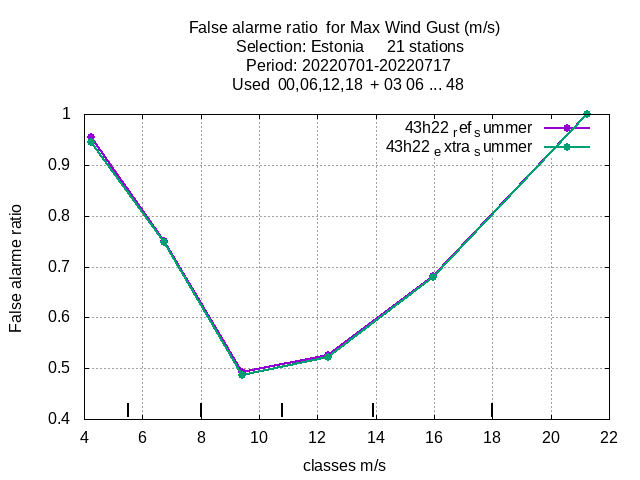 False alarme ratio  for Max Wind Gust (m/s)
Selection: Estonia     21 stations
Period: 20220701-20220717
Used  00,06,12,18  + 03 06 ... 48
43h22 ref summer
43h22 extra summer
1
0.9
0.8
0.7
0.6
0.5
0.4
False alarme ratio
4 6 8 10 12 14 16 18 20 22
classes m/s